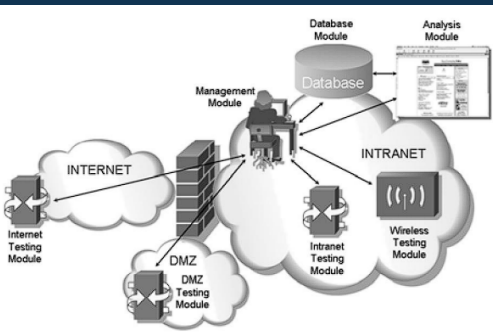 Database
Module
Analysis
Module
Database
Management
Module
INTERNET
INTRANET
Internet
Testing
Module
DMZ
DMZ
Testing
Module
Intranet
Testing
Module
Wireless
Testing
Module